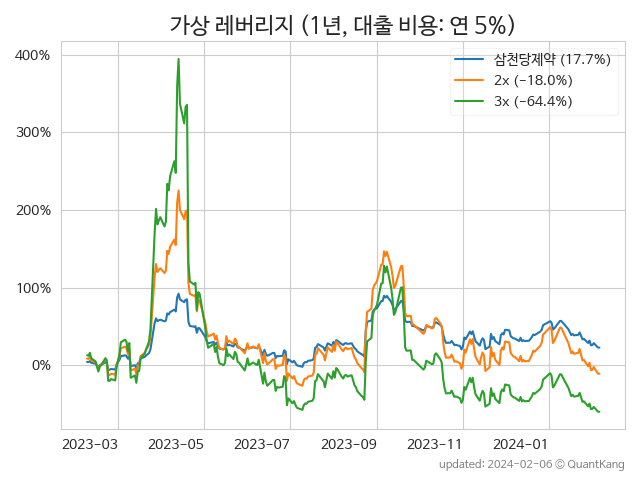 가상 레버리지 (1년, 대출 비용: 연 5%)
삼천당제약 (17.7%)
2x (−18.0%)
3x (−64.4%)
400%
300%
200%
100%
0%
2023-03 2023-05 2023-07 2023-09 2023-11 2024-01
updated: 2024-02-06 © QuantKang